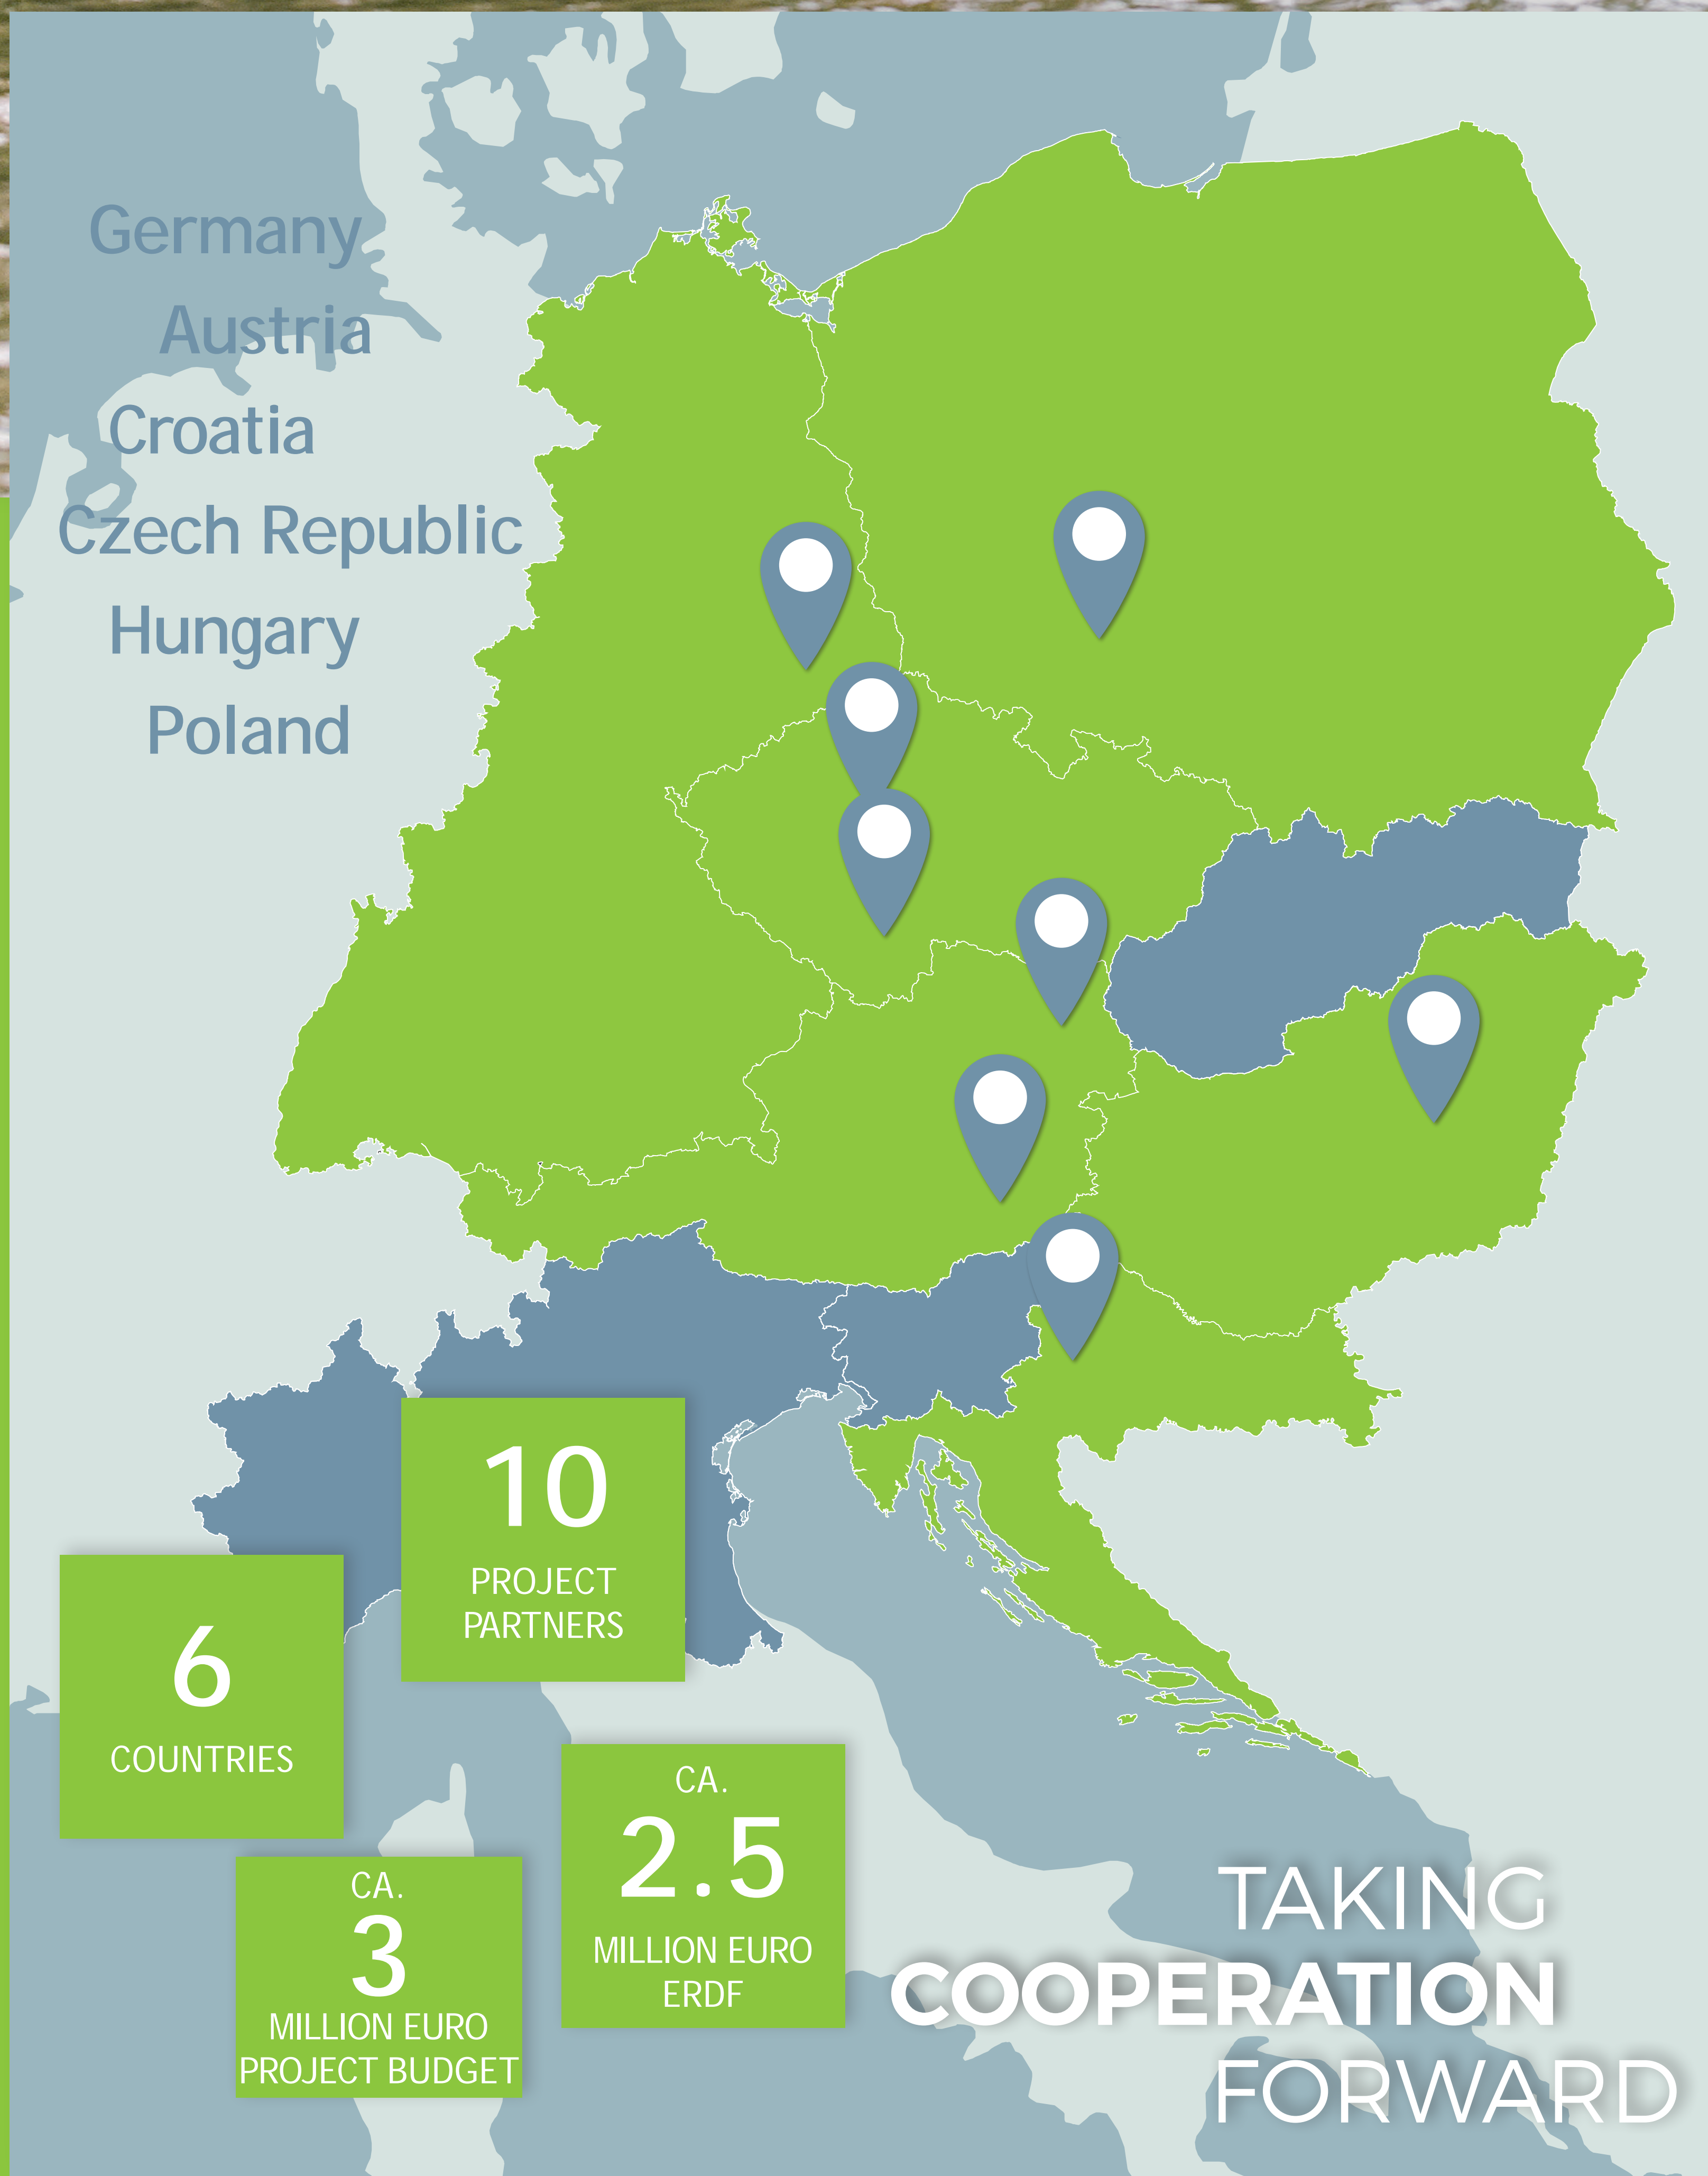 Germany
Austria
Croatia
Czech Republic
Hungary
Poland
10
PROJECT
PARTNERS
6
COUNTRIES
CA.
2.5
MILLION EURO
ERDF
CA.
3
MILLION EURO
PROJECT BUDGET
TAKING
COOPERATION
FORWARD